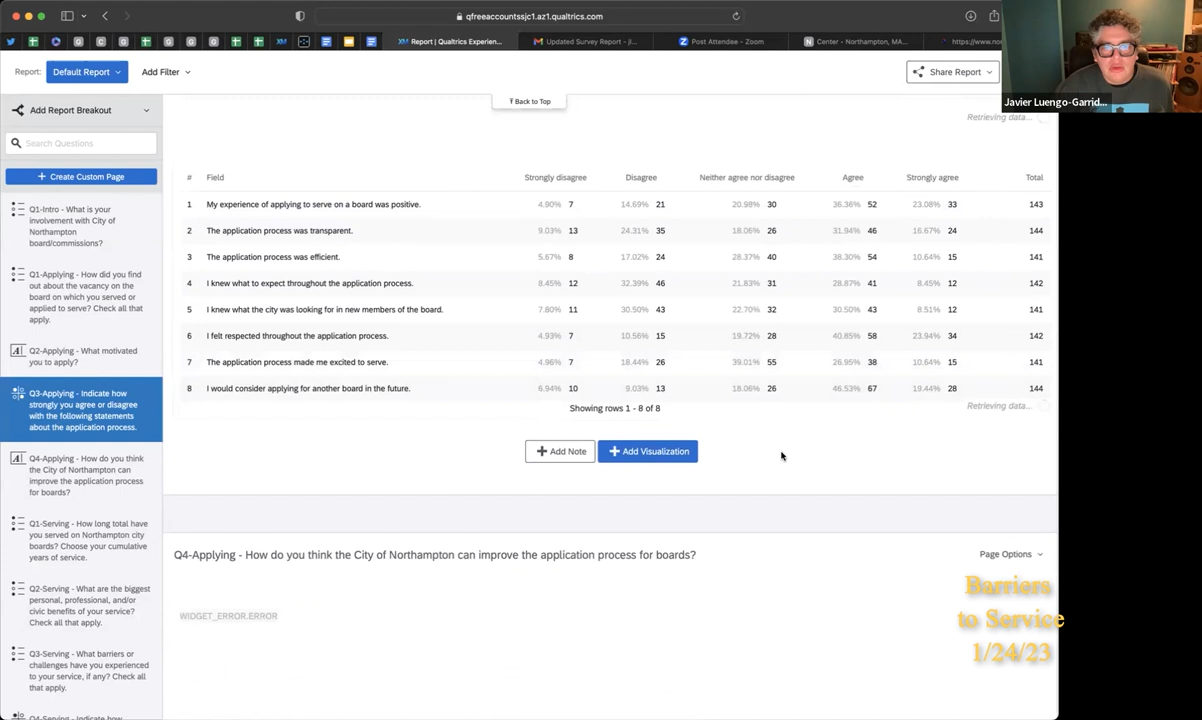 qfreeaccountssjc1.az1.qualtrics.com
Report | Qualtrics Experien...
Updated Survey Report - jl...
Post Attendee - Zoom
Center - Northampton, MA...
Report:
Default Report
Add Filter
Share Report
Javier Luengo-Garrid...
Add Report Breakout
Back to Top
Retrieving data...
Search Questions
+ Create Custom Page
Q1-Intro - What is your
involvement with City of
Northampton
board/commissions?
Q1-Applying - How did you find
out about the vacancy on the
board on which you served or
applied to serve? Check all
that apply.
Q2-Applying - What motivated
you to apply?
Q3-Applying - Indicate how
strongly you agree or disagree
with the following statements
about the application process.
Q4-Applying - How do you think
the City of Northampton can
improve the application process
for boards?
Q1-Serving - How long total have
you served on Northampton city
boards? Choose your cumulative
years of service.
Q2-Serving - What are the biggest
personal, professional, and/or
civic benefits of your service?
Check all that apply.
Q3-Serving - What barriers or
challenges have you experienced
to your service, if any? Check all
that apply.
Q4-Serving - Indicate how
# Field Strongly disagree Disagree Neither agree nor disagree Agree Strongly agree Total
1 My experience of applying to serve on a board was positive. 4.90% 7 14.69% 21 20.98% 30 36.36% 52 23.08% 33 143
2 The application process was transparent. 9.03% 13 24.31% 35 18.06% 26 31.94% 46 16.67% 24 144
3 The application process was efficient. 5.67% 8 17.02% 24 28.37% 40 38.30% 54 10.64% 15 141
4 I knew what to expect throughout the application process. 8.45% 12 32.39% 46 21.83% 31 28.87% 41 8.45% 12 142
5 I knew what the city was looking for in new members of the board. 7.80% 11 30.50% 43 22.70% 32 30.50% 43 8.51% 12 141
6 I felt respected throughout the application process. 4.93% 7 10.56% 15 19.72% 28 40.85% 58 23.94% 34 142
7 The application process made me excited to serve. 4.96% 7 18.44% 26 39.01% 55 26.95% 38 10.64% 15 141
8 I would consider applying for another board in the future. 6.94% 10 9.03% 13 18.06% 26 46.53% 67 19.44% 28 144
Showing rows 1 - 8 of 8
Retrieving data...
+ Add Note
+ Add Visualization
Q4-Applying - How do you think the City of Northampton can improve the application process for boards?
Page Options
WIDGET_ERROR.ERROR
Barriers
to Service
1/24/23